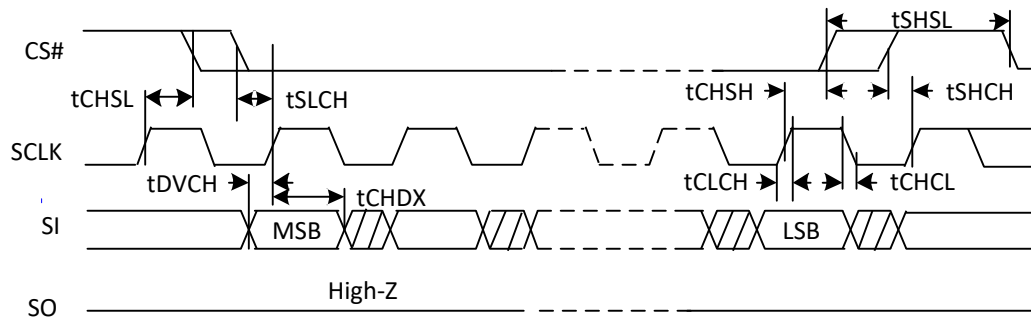 tSHSL
CS#
tCHSL
tSLCH
tCHSH
tSHCH
SCLK
tDVCH
tCHDX
tCLCH
tCHCL
SI
MSB
LSB
High-Z
SO